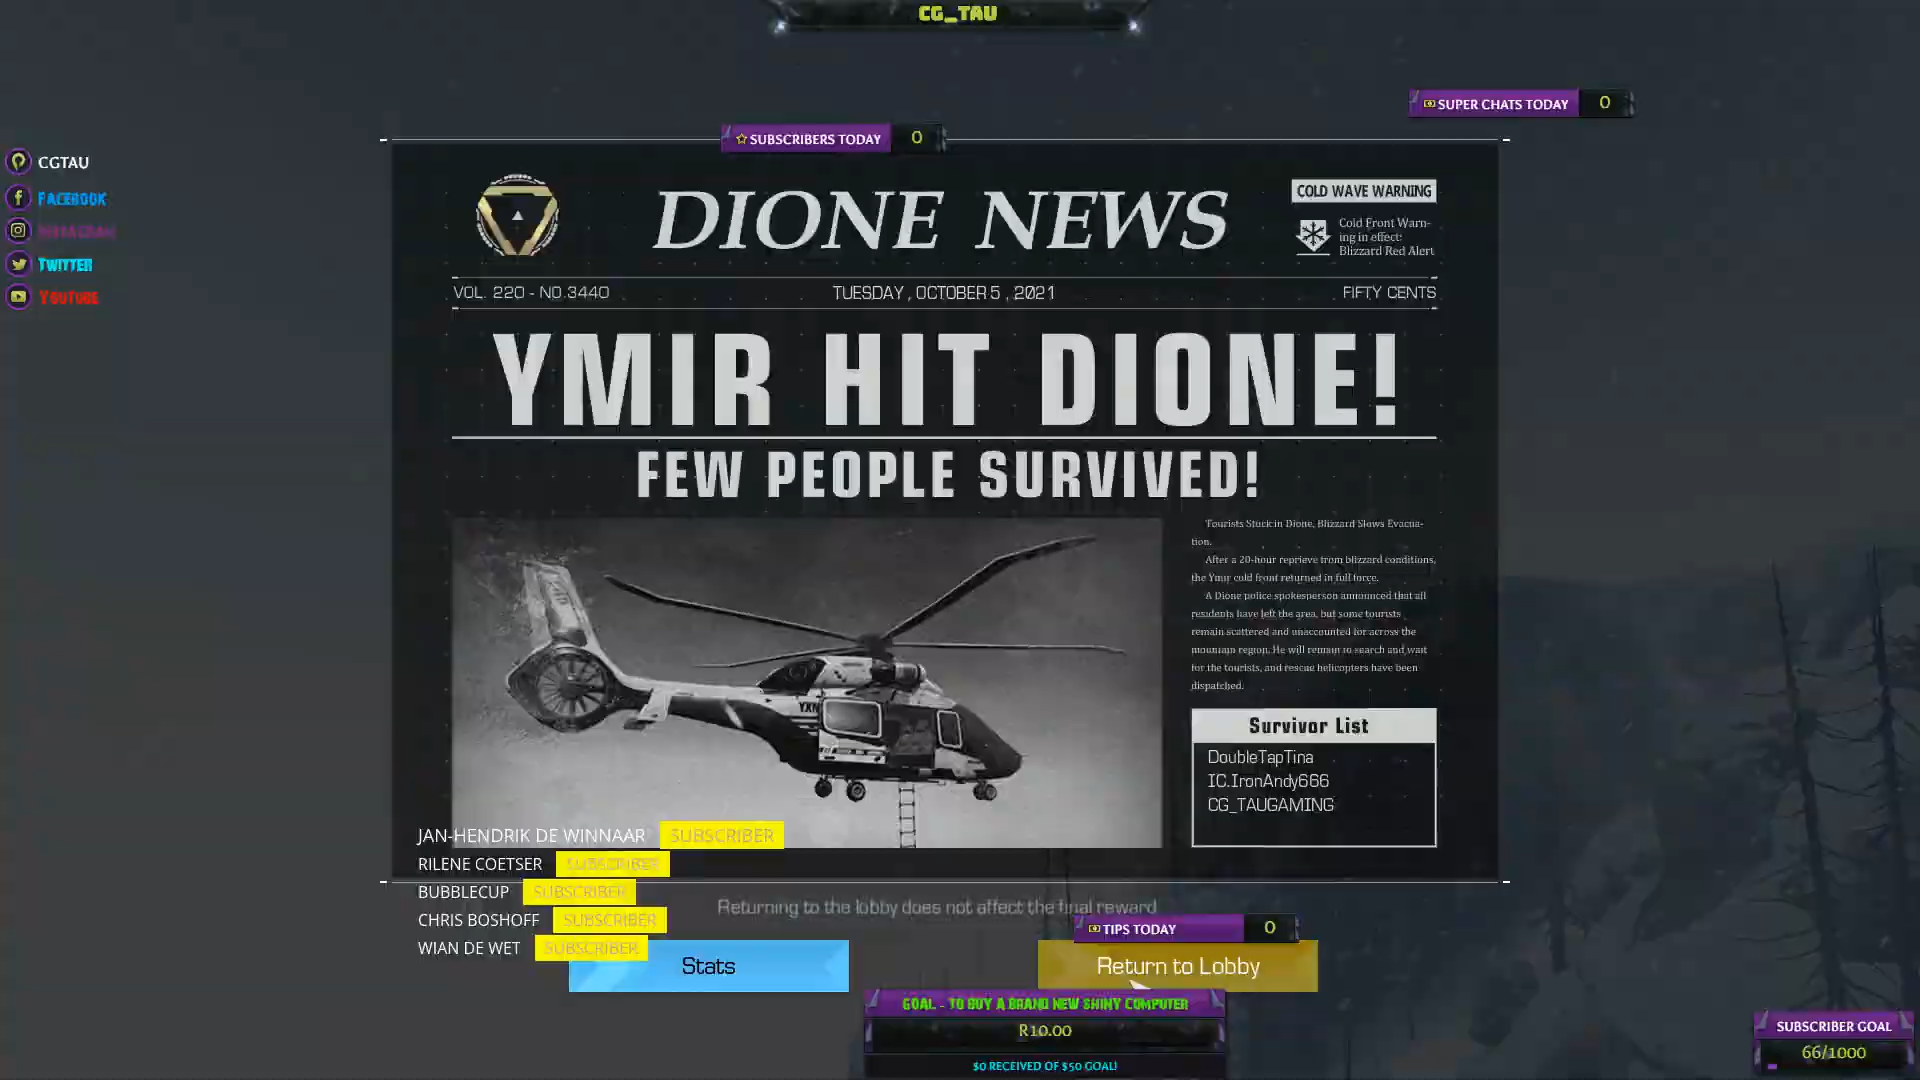 CG_TAU
SUPER CHATS TODAY 0
SUBSCRIBERS TODAY 0
CGTAU
FACEBOOK
INSTAGRAM
TWITTER
YOUTUBE
DIONE NEWS
COLD WAVE WARNING
Cold Front Warn-
ing in effect:
Blizzard Red Alert
VOL. 220 - NO.3440
TUESDAY , OCTOBER 5 , 2021
FIFTY CENTS
YMIR HIT DIONE!
FEW PEOPLE SURVIVED!
Tourists Stuck in Dione, Blizzard Slows Evacua-
tion.
After a 20-hour reprieve from blizzard conditions,
the Ymir cold front returned in full force.
A Dione police spokesperson announced that all
residents have left the area, but some tourists
remain scattered and unaccounted for across the
mountain region. He will remain to search and wait
for the tourists, and rescue helicopters have been
dispatched.
Survivor List
DoubleTapTina
IC.IronAndy666
CG_TAUGAMING
JAN-HENDRIK DE WINNAAR SUBSCRIBER
RILENE COETSER SUBSCRIBER
BUBBLECUP SUBSCRIBER
CHRIS BOSHOFF SUBSCRIBER
WIAN DE WET SUBSCRIBER
Returning to the lobby does not affect the final reward
TIPS TODAY 0
Stats
Return to Lobby
GOAL - TO BUY A BRAND NEW SHINY COMPUTER
R10.00
$0 RECEIVED OF $50 GOAL!
SUBSCRIBER GOAL
66/1000